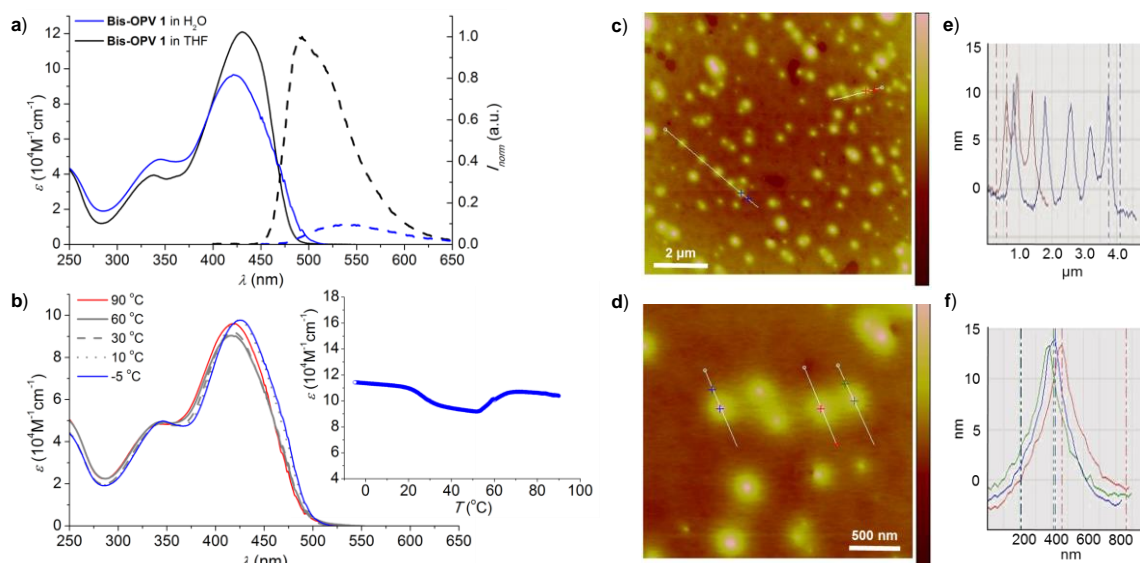 a)
Bis-OPV 1 in H₂O
Bis-OPV 1 in THF
ε (10⁴M⁻¹cm⁻¹)
12
10
8
6
4
2
0
1.0
0.8
0.6
0.4
0.2
0.0
I_norm (a.u.)
250 300 350 400 450 500 550 600 650
λ (nm)
b)
90 °C
60 °C
30 °C
10 °C
-5 °C
ε (10⁴M⁻¹cm⁻¹)
10
8
6
4
2
0
250 300 350 400 450 500 550 600 650
λ (nm)
ε (10⁴M⁻¹cm⁻¹)
18
16
14
12
10
8
6
4
0 20 40 60 80 100
T (°C)
c)
2 µm
d)
500 nm
e)
15
10
5
0
nm
1.0 2.0 3.0 4.0
µm
f)
15
10
5
0
nm
200 400 600 800
nm